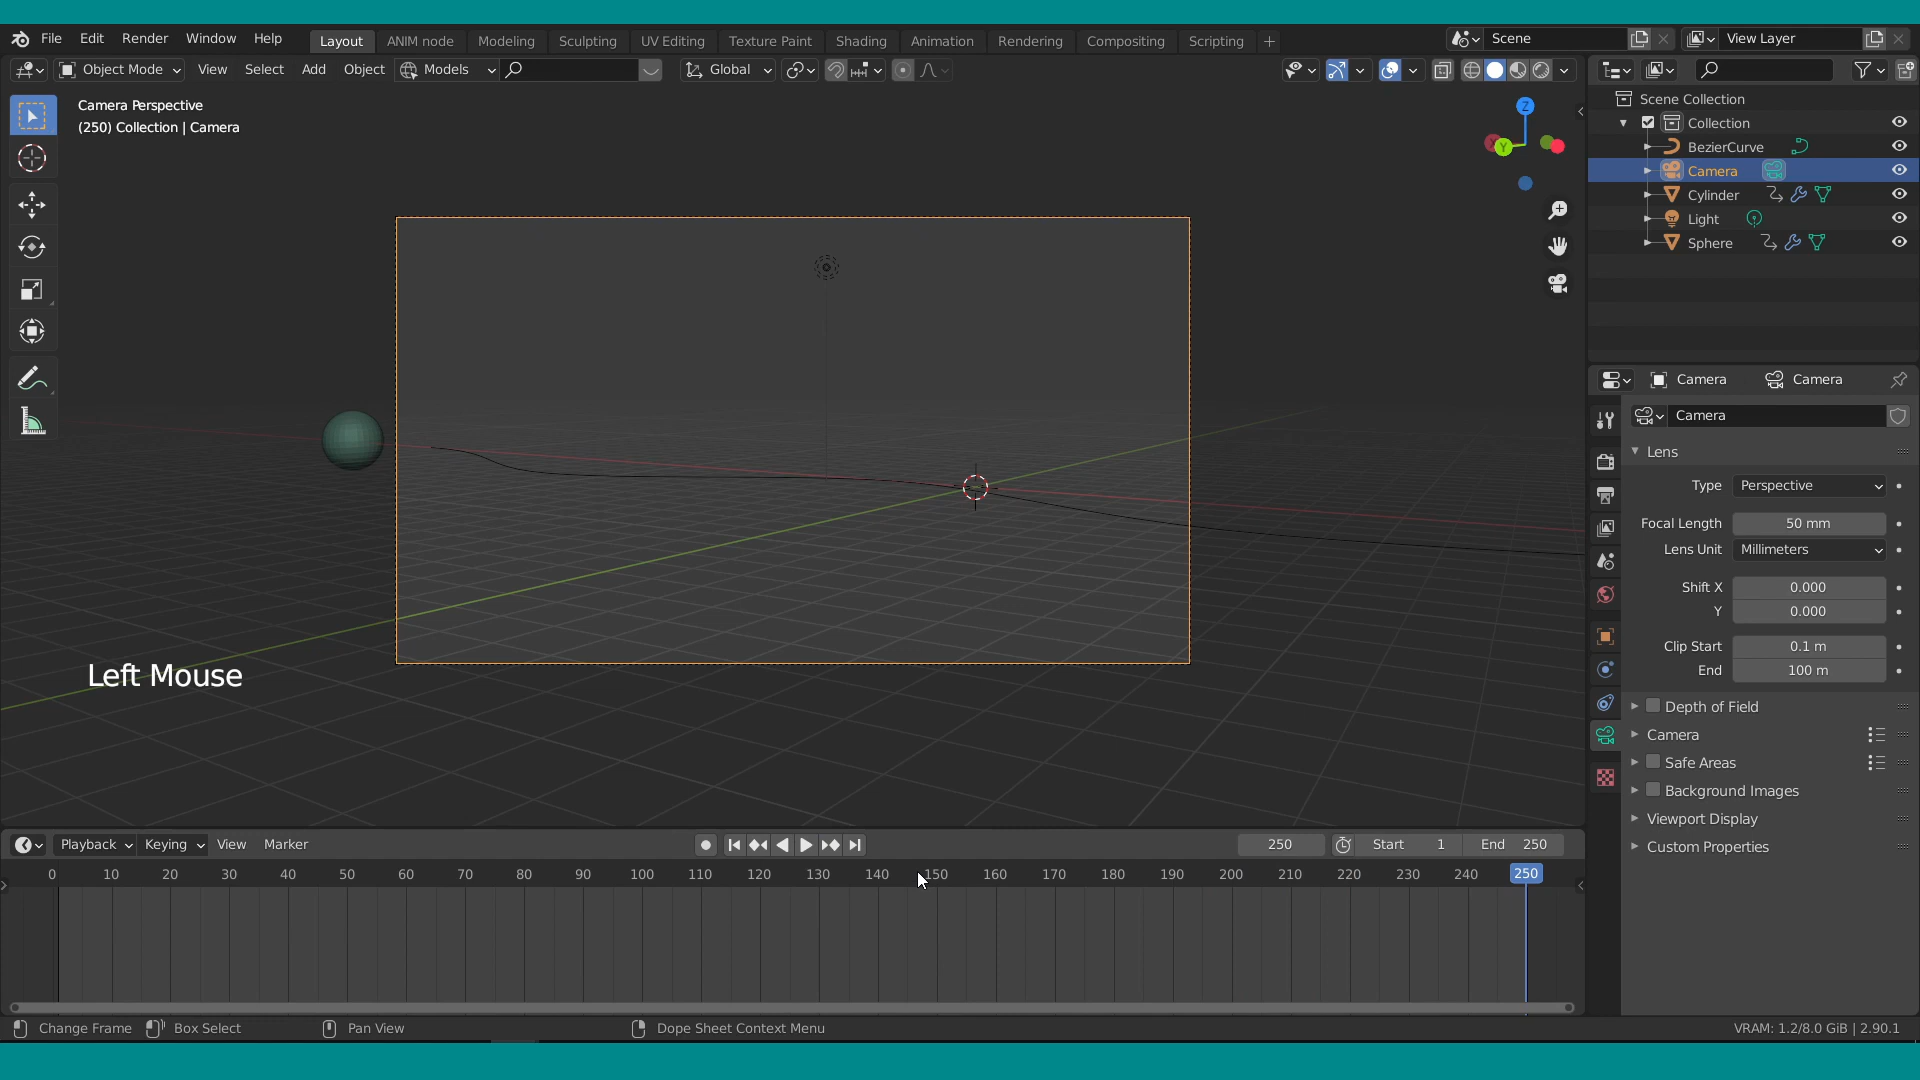 File Edit Render Window Help Layout ANIM node Modeling Sculpting UV Editing Texture Paint Shading Animation Rendering Compositing Scripting + Scene View Layer
Object Mode View Select Add Object Models Global
Camera Perspective
(250) Collection | Camera
Z
X
Y
Scene Collection
Collection
BezierCurve
Camera
Cylinder
Light
Sphere
Camera Camera
Camera
Lens
Type Perspective
Focal Length 50 mm
Lens Unit Millimeters
Shift X 0.000
Y 0.000
Clip Start 0.1 m
End 100 m
Depth of Field
Camera
Safe Areas
Background Images
Viewport Display
Custom Properties
Left Mouse
Playback Keying View Marker 250 Start 1 End 250
0 10 20 30 40 50 60 70 80 90 100 110 120 130 140 150 160 170 180 190 200 210 220 230 240 250
Change Frame Box Select Pan View Dope Sheet Context Menu VRAM: 1.2/8.0 GiB | 2.90.1